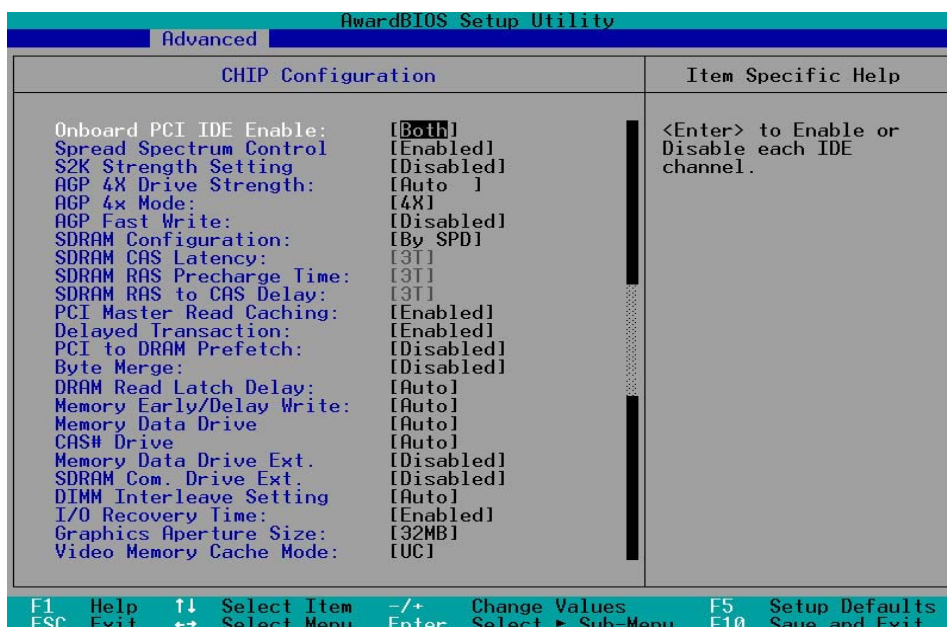 AwardBIOS Setup Utility
Advanced
CHIP Configuration
Item Specific Help
Onboard PCI IDE Enable: [Both]
Spread Spectrum Control [Enabled]
S2K Strength Setting [Disabled]
AGP 4X Drive Strength: [Auto ]
AGP 4x Mode: [4X]
AGP Fast Write: [Disabled]
SDRAM Configuration: [By SPD]
SDRAM CAS Latency: [3T]
SDRAM RAS Precharge Time: [3T]
SDRAM RAS to CAS Delay: [3T]
PCI Master Read Caching: [Enabled]
Delayed Transaction: [Enabled]
PCI to DRAM Prefetch: [Disabled]
Byte Merge: [Disabled]
DRAM Read Latch Delay: [Auto]
Memory Early/Delay Write: [Auto]
Memory Data Drive [Auto]
CAS# Drive [Auto]
Memory Data Drive Ext. [Disabled]
SDRAM Com. Drive Ext. [Disabled]
DIMM Interleave Setting [Auto]
I/O Recovery Time: [Enabled]
Graphics Aperture Size: [32MB]
Video Memory Cache Mode: [UC]
<Enter> to Enable or
Disable each IDE
channel.
F1 Help ↑↓ Select Item -/+ Change Values F5 Setup Defaults
ESC Exit ←→ Select Menu Enter Select ► Sub-Menu F10 Save and Exit